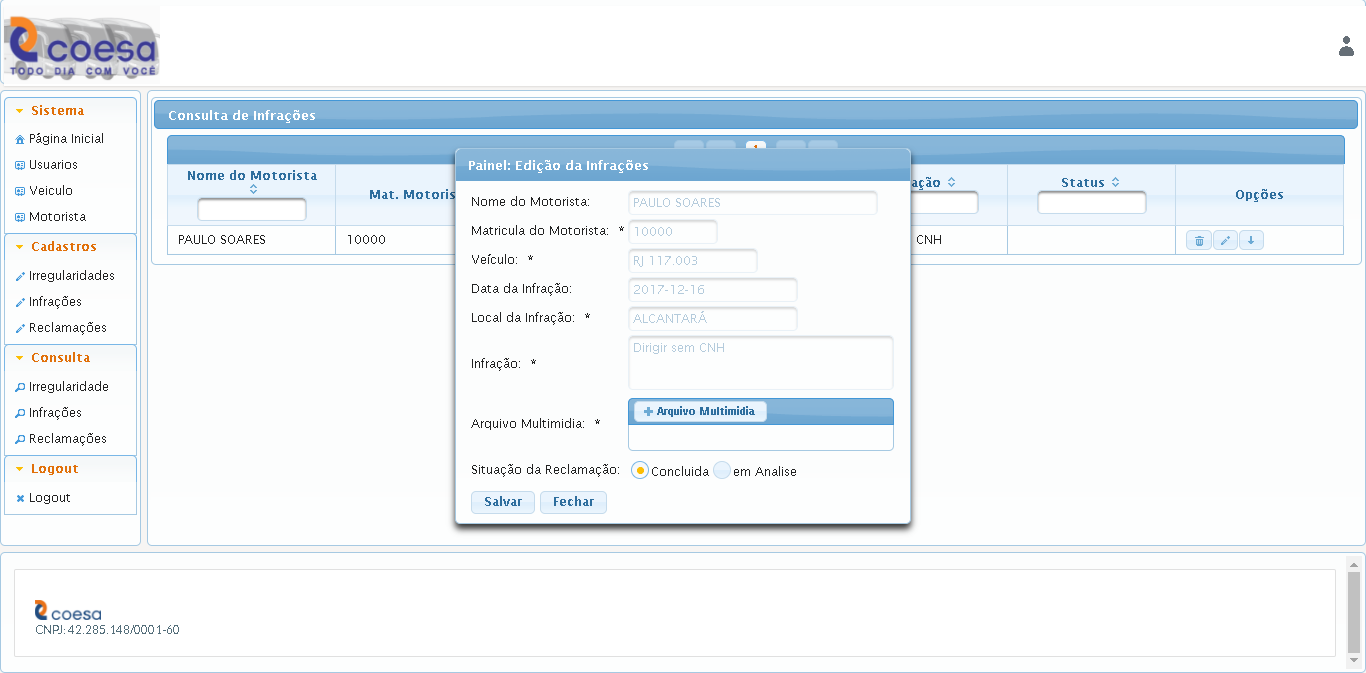 coesa
TODO DIA COM VOCÊ
Sistema
Página Inicial
Usuarios
Veiculo
Motorista
Cadastros
Irregularidades
Infrações
Reclamações
Consulta
Irregularidade
Infrações
Reclamações
Logout
Logout
Consulta de Infrações
1
Nome do Motorista
Mat. Motoris
ação
Status
Opções
PAULO SOARES
10000
CNH
Painel: Edição da Infrações
Nome do Motorista: PAULO SOARES
Matricula do Motorista: * 10000
Veículo: * RJ 117.003
Data da Infração: 2017-12-16
Local da Infração: * ALCANTARÁ
Infração: * Dirigir sem CNH
Arquivo Multimidia: * Arquivo Multimidia
Situação da Reclamação: Concluida em Analise
Salvar Fechar
coesa
CNPJ: 42.285.148/0001-60